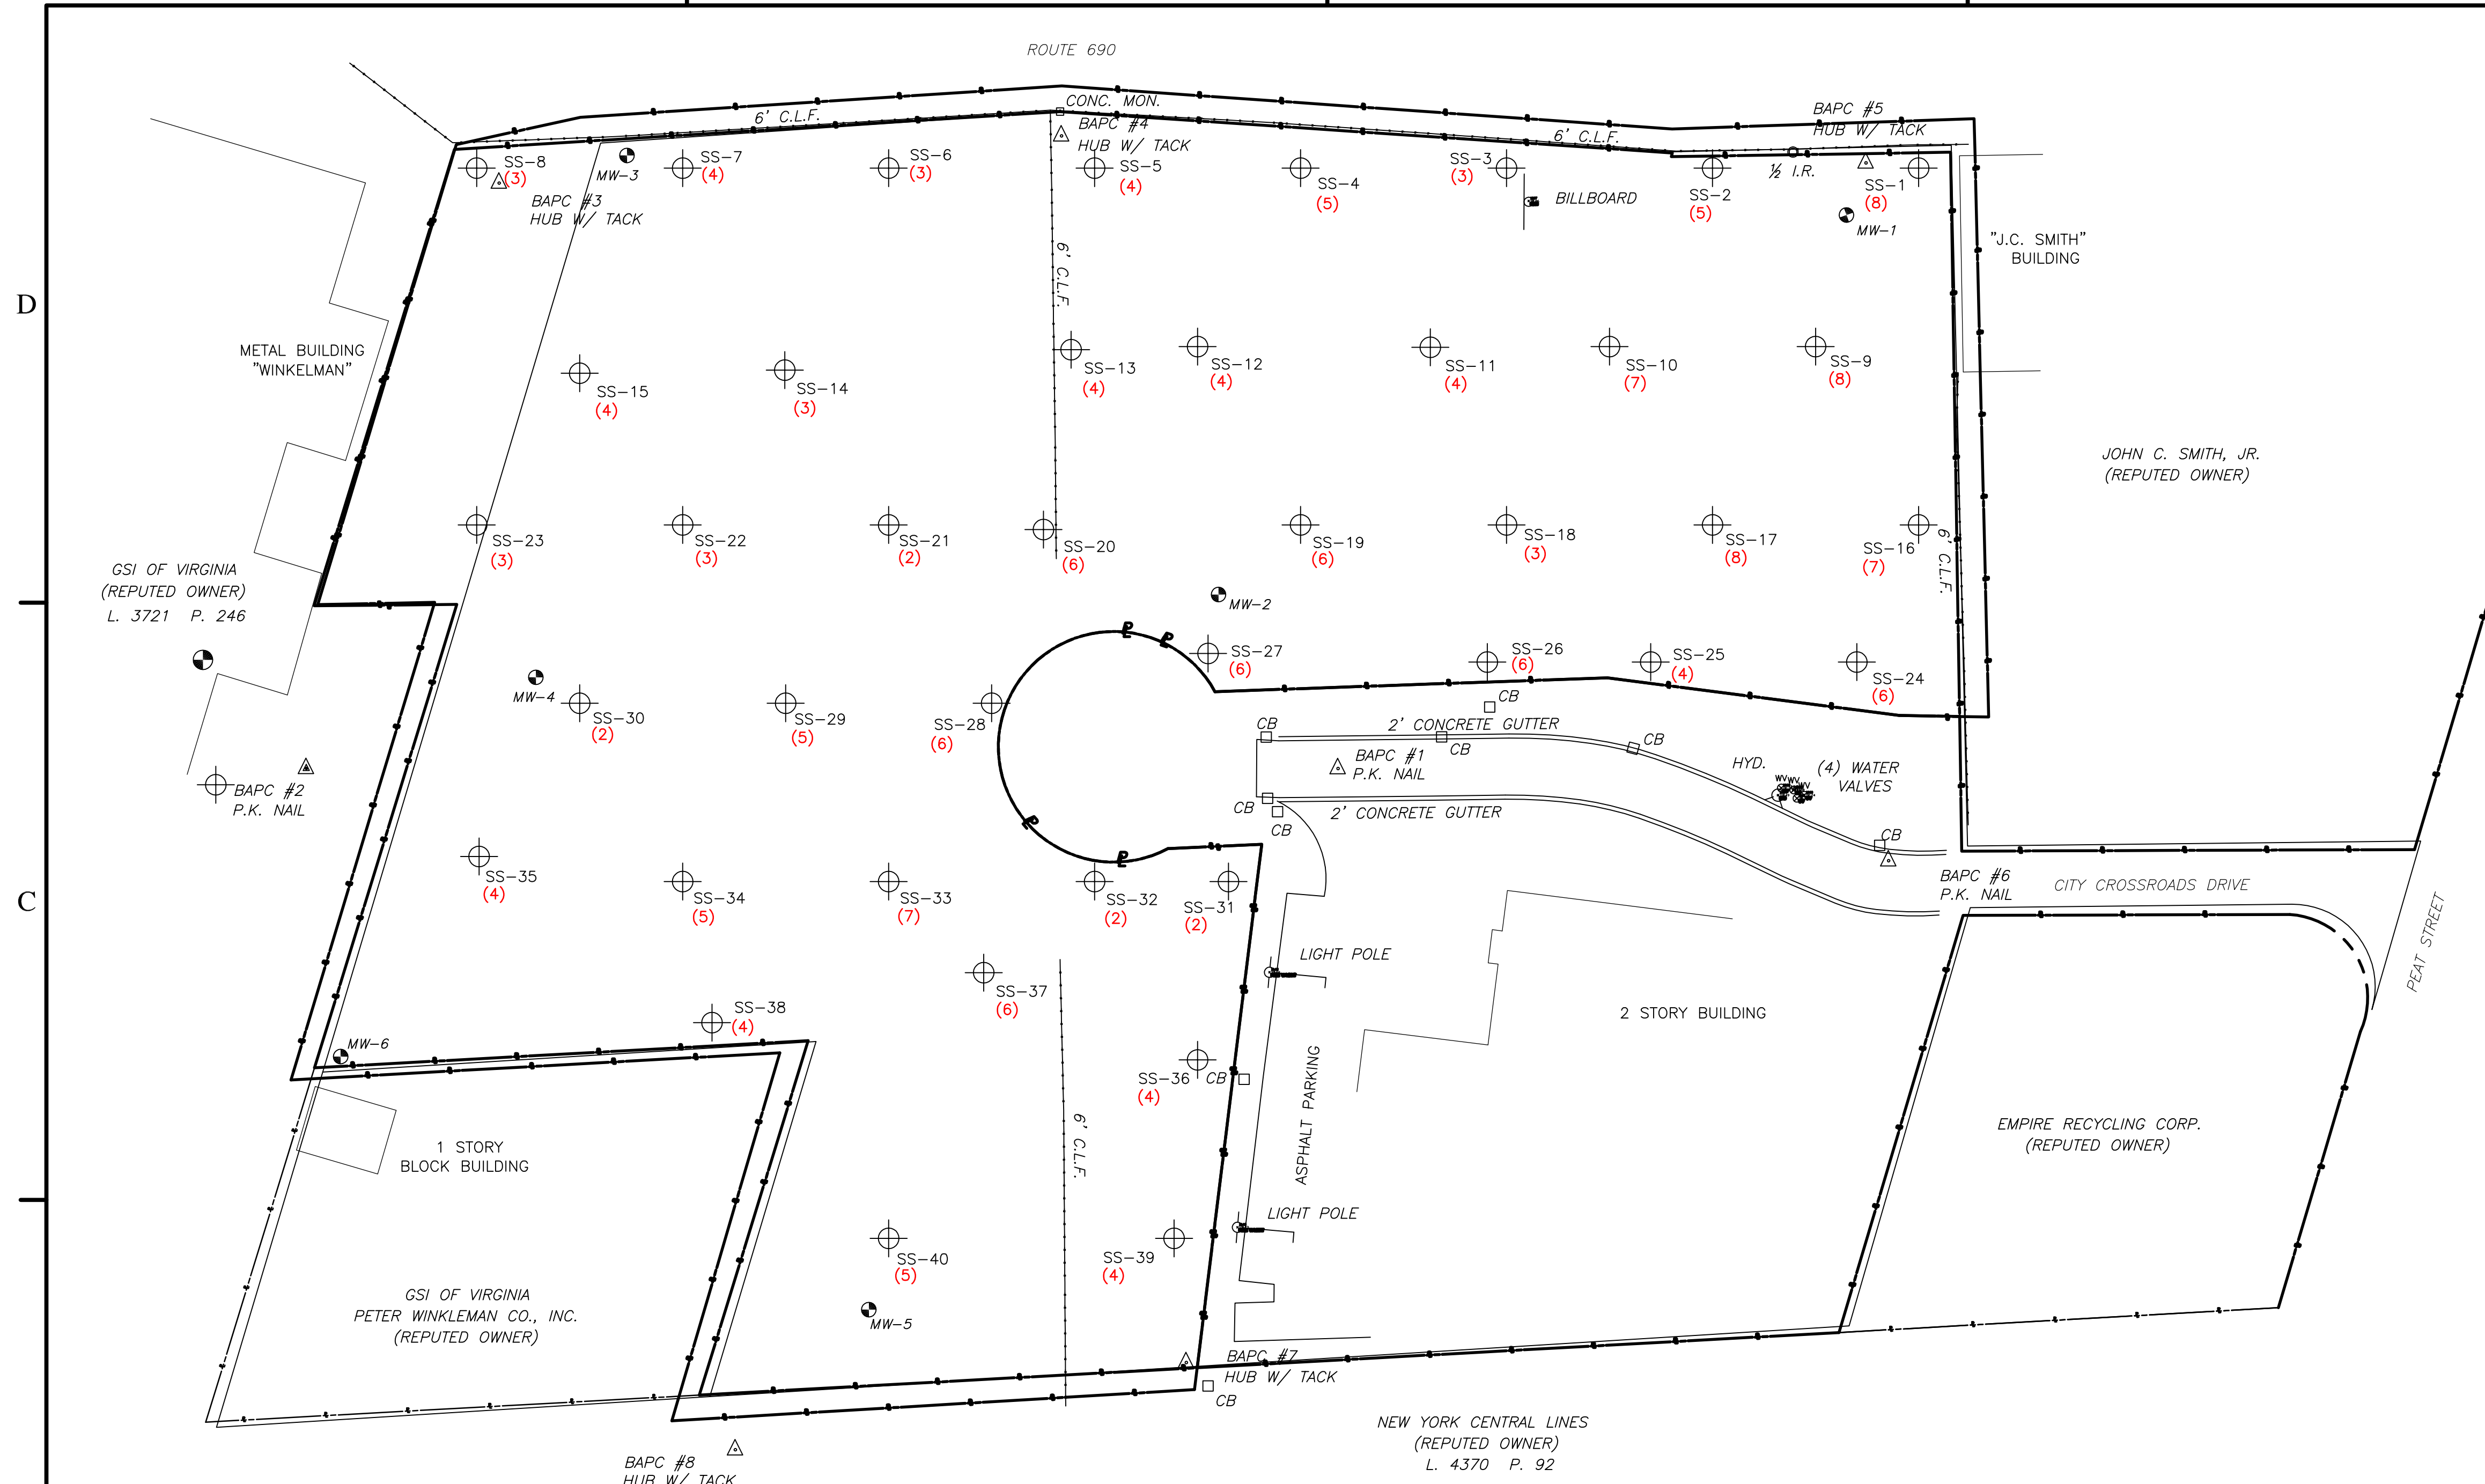 ROUTE 690
CONC. MON.
6' C.L.F.
BAPC #4
HUB W/ TACK
BAPC #5
HUB W/ TACK
6' C.L.F.
½ I.R.
SS-8
(3)
MW-3
SS-7
(4)
SS-6
(3)
SS-5
(4)
SS-4
(5)
SS-3
(3)
BILLBOARD
SS-2
(5)
SS-1
(8)
MW-1
BAPC #3
HUB W/ TACK
6' C.L.F.
"J.C. SMITH"
BUILDING
D
METAL BUILDING
"WINKELMAN"
SS-15
(4)
SS-14
(3)
SS-13
(4)
SS-12
(4)
SS-11
(4)
SS-10
(7)
SS-9
(8)
JOHN C. SMITH, JR.
(REPUTED OWNER)
SS-23
(3)
SS-22
(3)
SS-21
(2)
SS-20
(6)
SS-19
(6)
SS-18
(3)
SS-17
(8)
SS-16
(7)
6' C.L.F.
GSI OF VIRGINIA
(REPUTED OWNER)
L. 3721 P. 246
MW-2
P
P
SS-27
(6)
SS-26
(6)
SS-25
(4)
SS-24
(6)
MW-4
SS-30
(2)
SS-29
(5)
SS-28
(6)
CB
CB
2' CONCRETE GUTTER
CB
CB
BAPC #1
P.K. NAIL
HYD.
(4) WATER
VALVES
WV
WV
WV
BAPC #2
P.K. NAIL
CB
CB
2' CONCRETE GUTTER
CB
P
P
SS-35
(4)
SS-34
(5)
SS-33
(7)
SS-32
(2)
SS-31
(2)
BAPC #6
P.K. NAIL
CITY CROSSROADS DRIVE
PEAT STREET
C
LIGHT POLE
SS-37
(6)
SS-38
(4)
2 STORY BUILDING
MW-6
SS-36
(4)
CB
ASPHALT PARKING
6' C.L.F.
1 STORY
BLOCK BUILDING
EMPIRE RECYCLING CORP.
(REPUTED OWNER)
LIGHT POLE
SS-40
(5)
SS-39
(4)
GSI OF VIRGINIA
PETER WINKLEMAN CO., INC.
(REPUTED OWNER)
MW-5
BAPC #7
HUB W/ TACK
CB
NEW YORK CENTRAL LINES
(REPUTED OWNER)
L. 4370 P. 92
BAPC #8
HUB W/ TACK